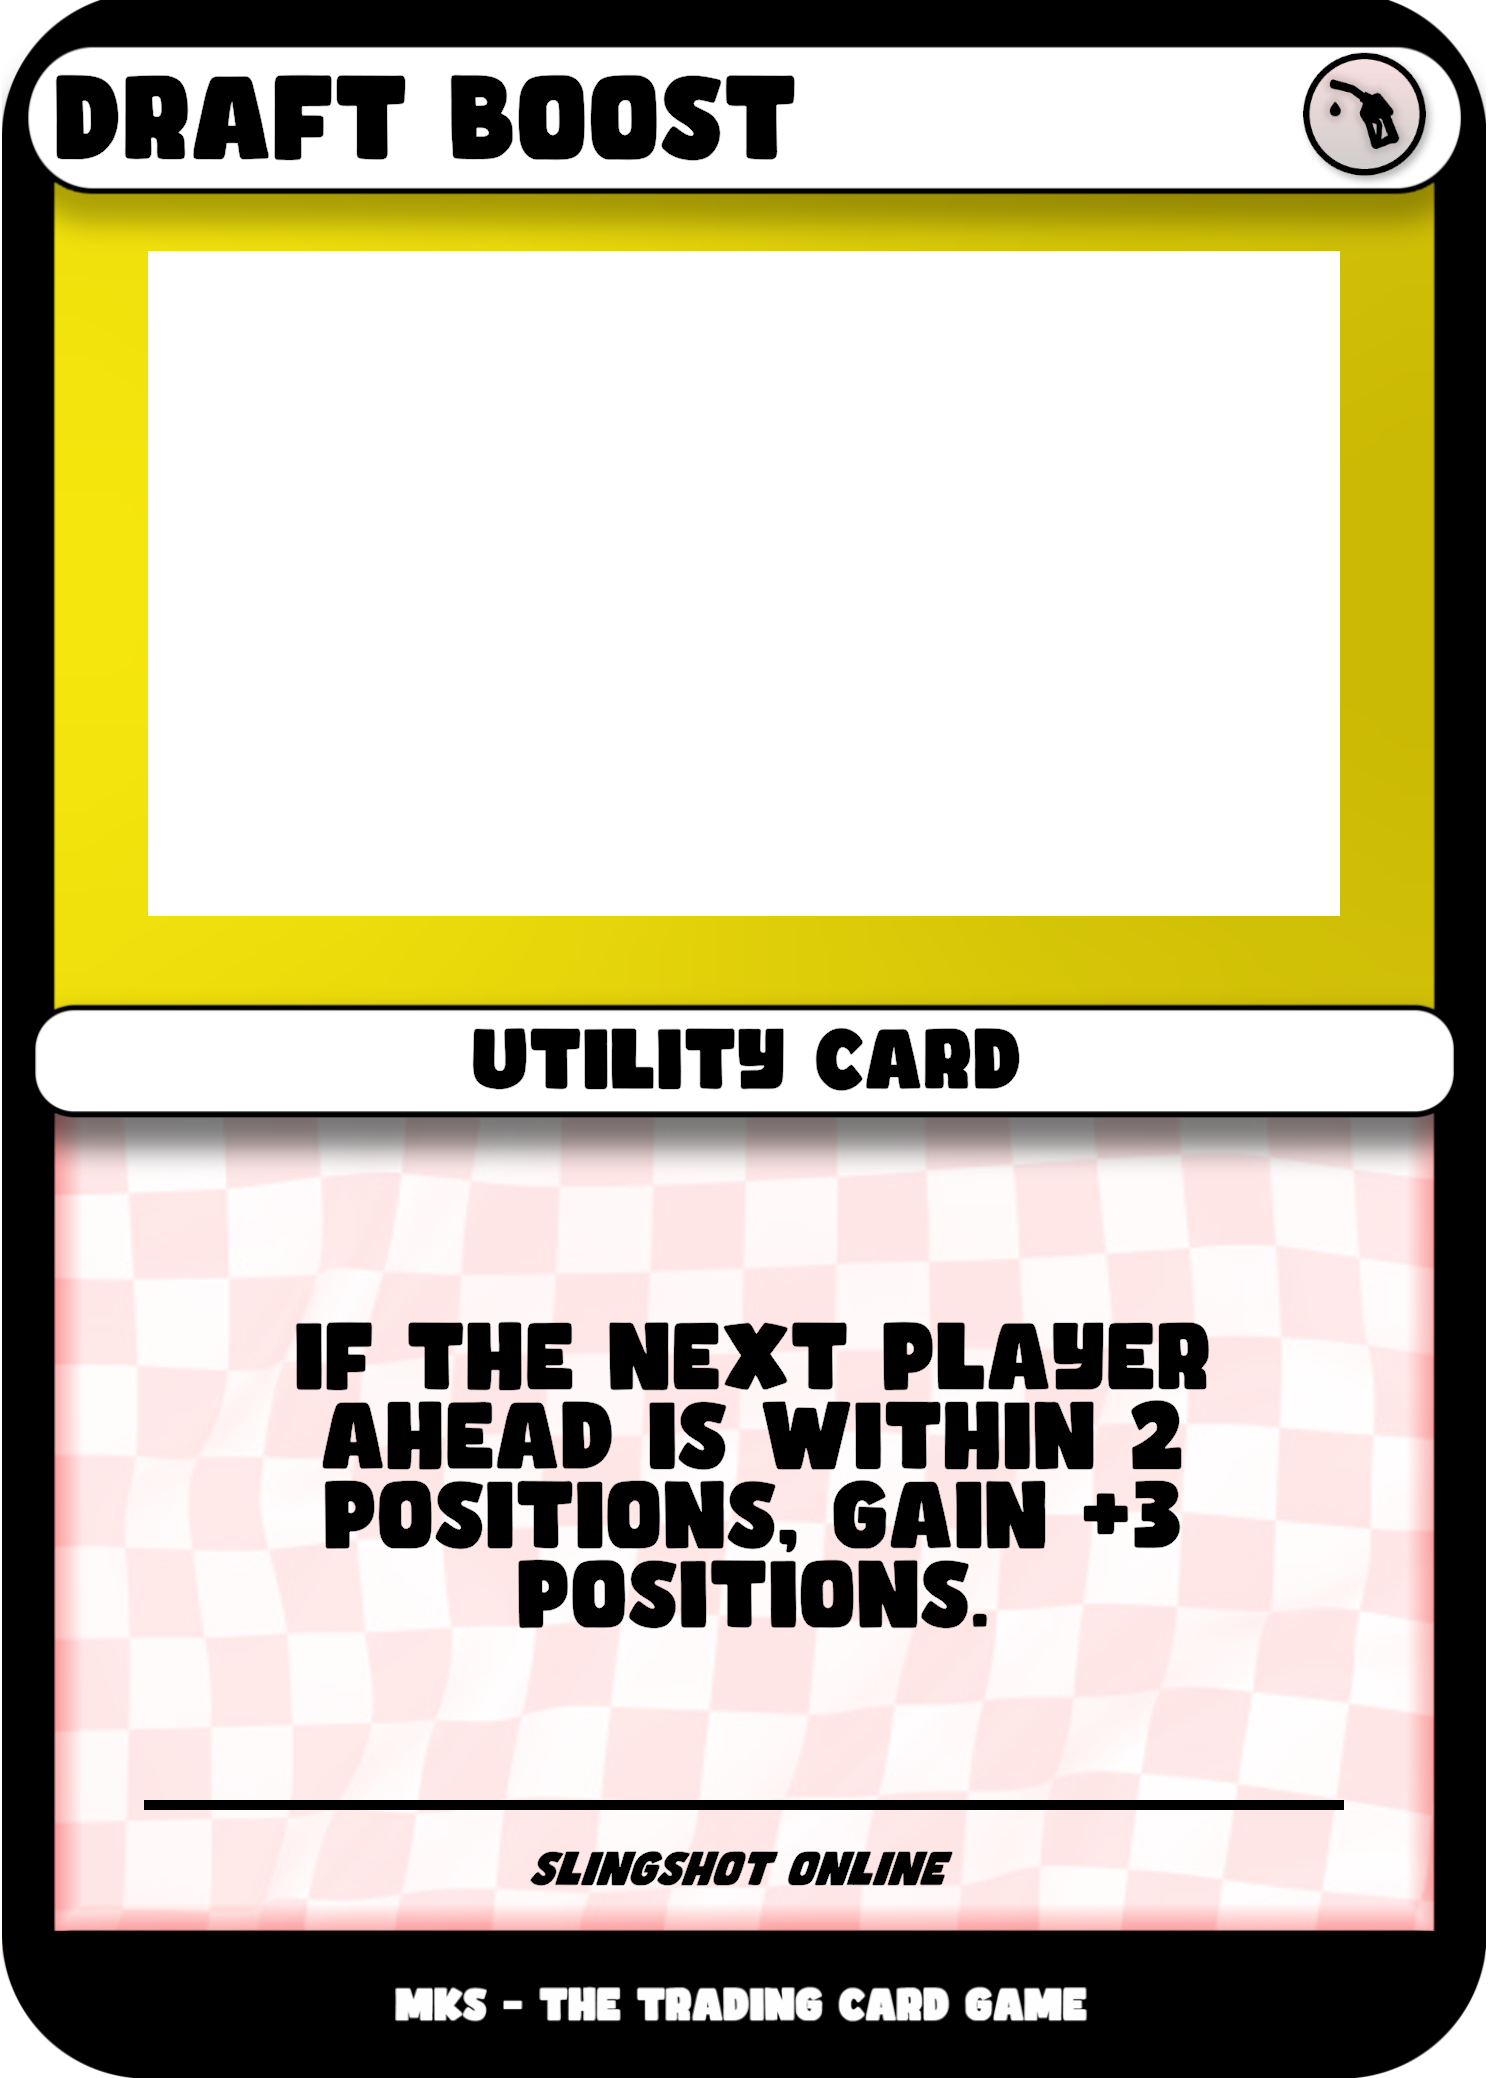 DRAFT BOOST
UTILITY CARD
IF THE NEXT PLAYER
AHEAD IS WITHIN 2
POSITIONS, GAIN +3
POSITIONS.
SLINGSHOT ONLINE
MKS - THE TRADING CARD GAME